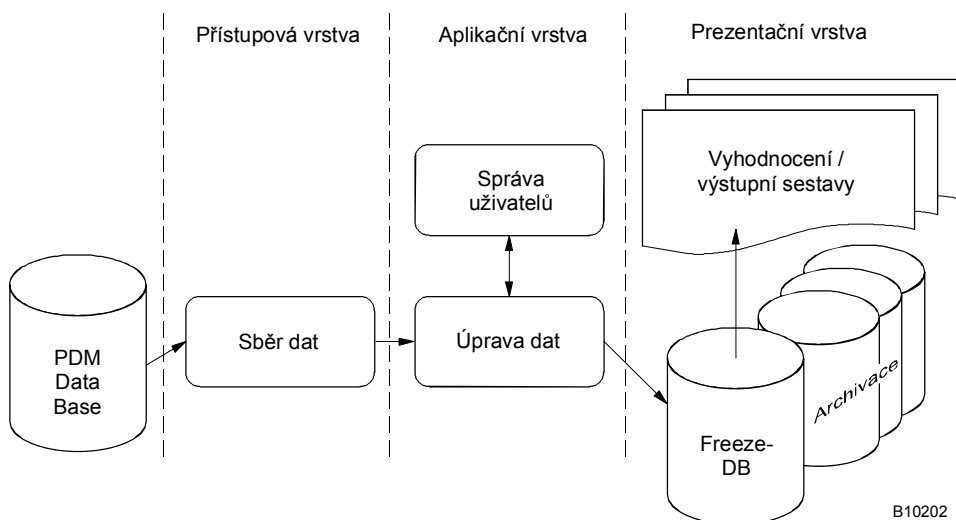 Přístupová vrstva
Aplikační vrstva
Prezentační vrstva
Vyhodnocení /
výstupní sestavy
Správa
uživatelů
PDM
Data
Base
Sběr dat
Úprava dat
Freeze-
DB
Archivace
B10202